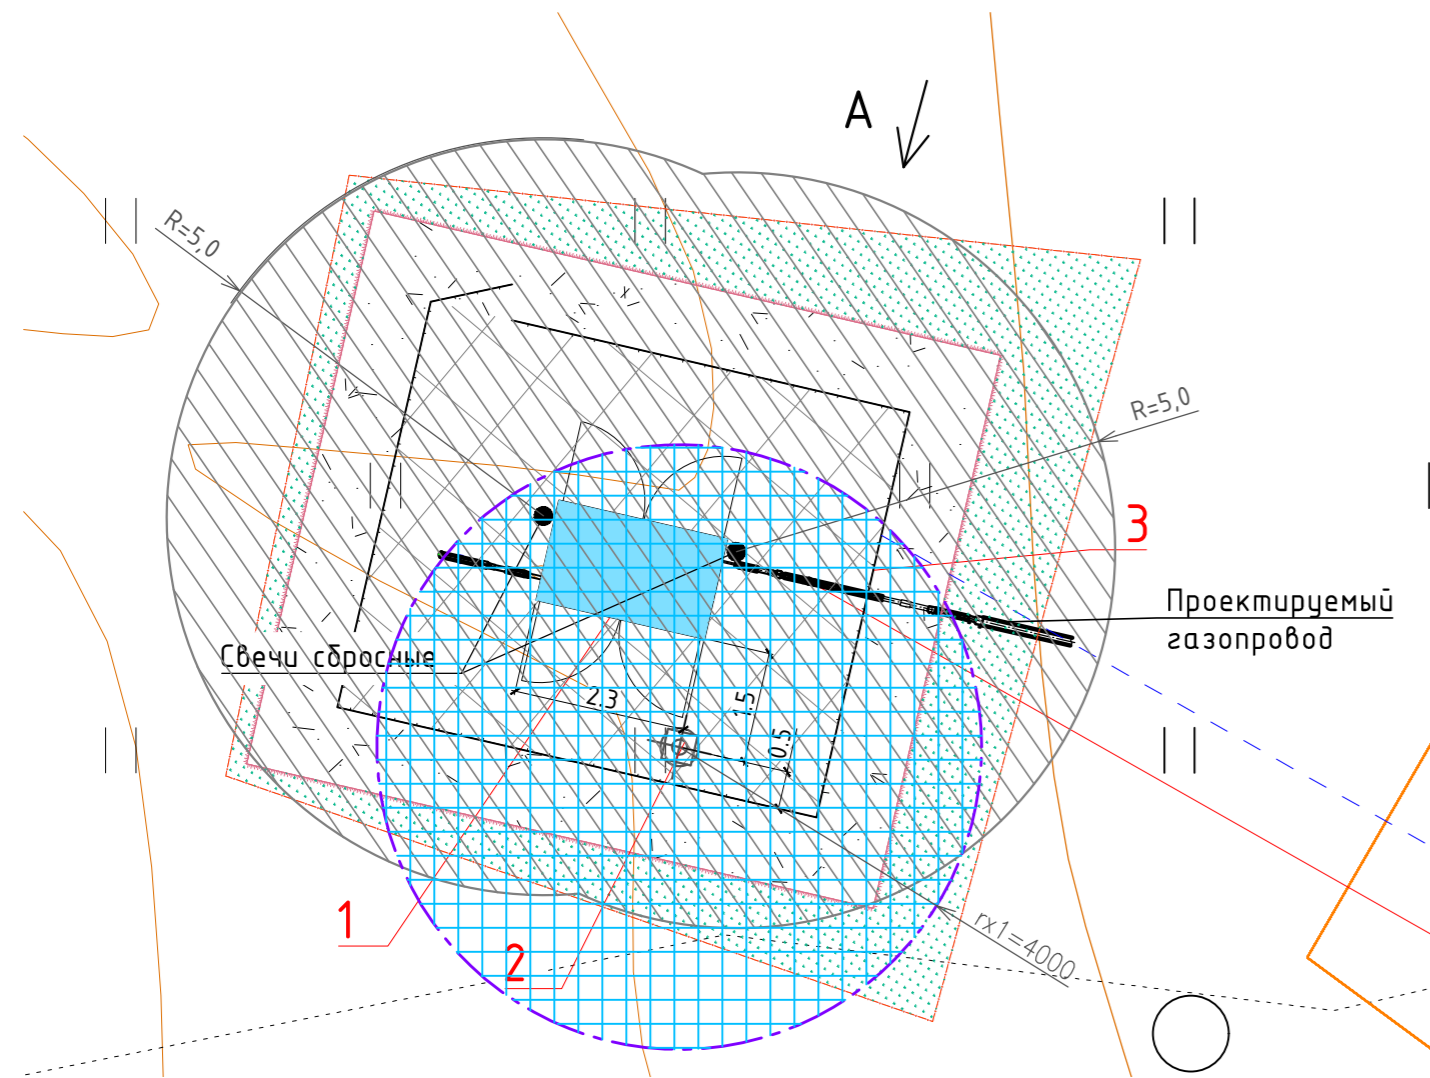 А
R=5,0
R=5,0
3
Проектируемый
газопровод
Свечи сбросные
2.3
1.5
0.5
1
2
rx1=4000